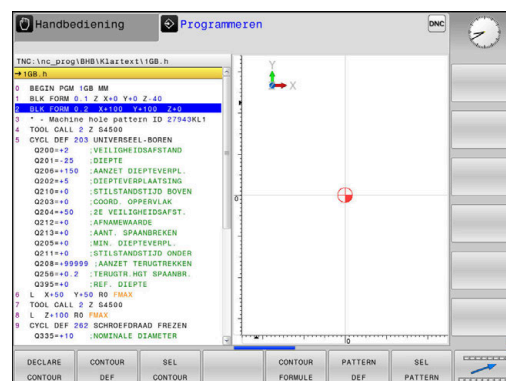 Handbediening
Programmeren
DNC
TNC:\nc_prog\BHB\Klartext\1GB.h
→1GB.h
0 BEGIN PGM 1GB MM
1 BLK FORM 0.1 Z X+0 Y+0 Z-40
2 BLK FORM 0.2 X+100 Y+100 Z+0
3 * - Machine hole pattern ID 27943KL1
4 TOOL CALL 2 Z S4500
5 CYCL DEF 203 UNIVERSEEL-BOREN
Q200=+2 ;VEILIGHEIDSAFSTAND
Q201=-25 ;DIEPTE
Q206=+150 ;AANZET DIEPTEVERPL.
Q202=+5 ;DIEPTEVERPLAATSING
Q210=+0 ;STILSTANDSTIJD BOVEN
Q203=+0 ;COORD. OPPERVLAK
Q204=+50 ;2E VEILIGHEIDSAFST.
Q212=+0 ;AFNAMEWAARDE
Q213=+0 ;AANT. SPAANBREKEN
Q205=+0 ;MIN. DIEPTEVERPL.
Q211=+0 ;STILSTANDSTIJD ONDER
Q208=+99999 ;AANZET TERUGTREKKEN
Q256=+0.2 ;TERUGTR.HGT SPAANBR.
Q395=+0 ;REF. DIEPTE
6 L X+50 Y+50 R0 FMAX
7 TOOL CALL 2 Z S4500
8 L Z+100 R0 FMAX
9 CYCL DEF 262 SCHROEFDRAAD FREZEN
Q335=+10 ;NOMINALE DIAMETER
Y
X
0
0
DECLARE CONTOUR
CONTOUR DEF
SEL CONTOUR
CONTOUR FORMULE
PATTERN DEF
SEL PATTERN